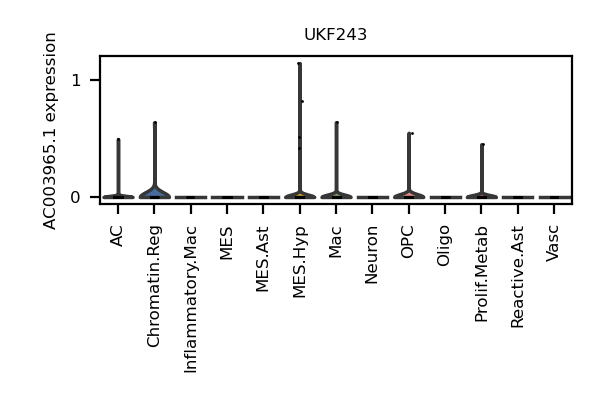 UKF243
AC003965.1 expression
1
0
AC
Chromatin.Reg
Inflammatory.Mac
MES
MES.Ast
MES.Hyp
Mac
Neuron
OPC
Oligo
Prolif.Metab
Reactive.Ast
Vasc